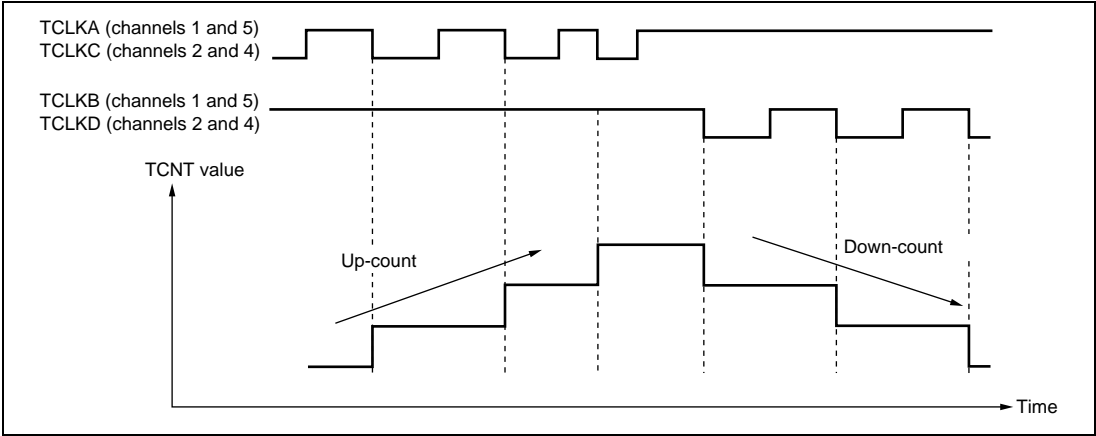 TCLKA (channels 1 and 5)
TCLKC (channels 2 and 4)
TCLKB (channels 1 and 5)
TCLKD (channels 2 and 4)
TCNT value
Up-count
Down-count
Time